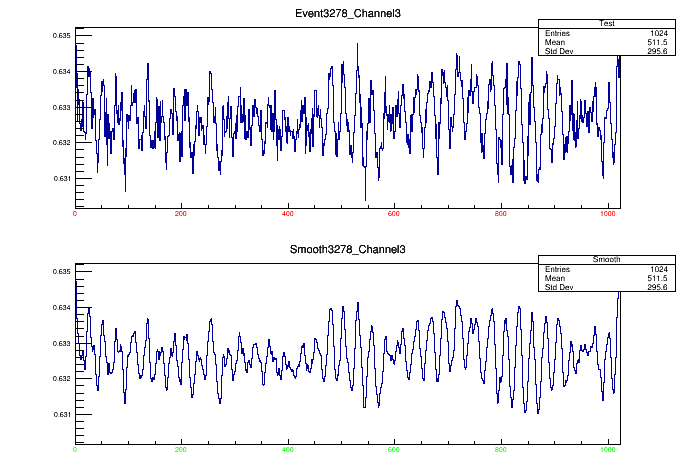 Event3278_Channel3
Test
Entries 1024
Mean 511.5
Std Dev 295.6
0.635
0.634
0.633
0.632
0.631
0 200 400 600 800 1000
Smooth3278_Channel3
Smooth
Entries 1024
Mean 511.5
Std Dev 295.6
0.635
0.634
0.633
0.632
0.631
0 200 400 600 800 1000